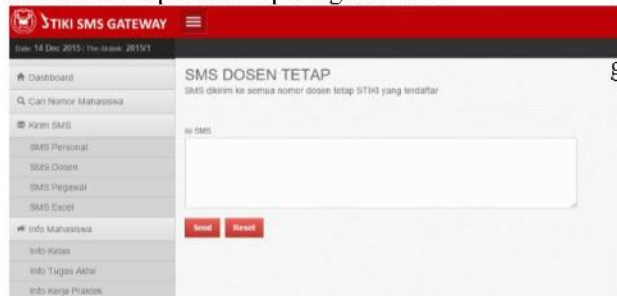 STIKI SMS GATEWAY
Date: 14 Dec 2015 | Thn Akdmk: 2015/1
Dashboard
Cari Nomor Mahasiswa
Kirim SMS
SMS Personal
SMS Dosen
SMS Pegawai
SMS Excel
Info Mahasiswa
Info Kelas
Info Tugas Akhir
Info Kerja Praktek
SMS DOSEN TETAP
SMS dikirim ke semua nomor dosen tetap STIKI yang terdaftar
Isi SMS
Send Reset
g